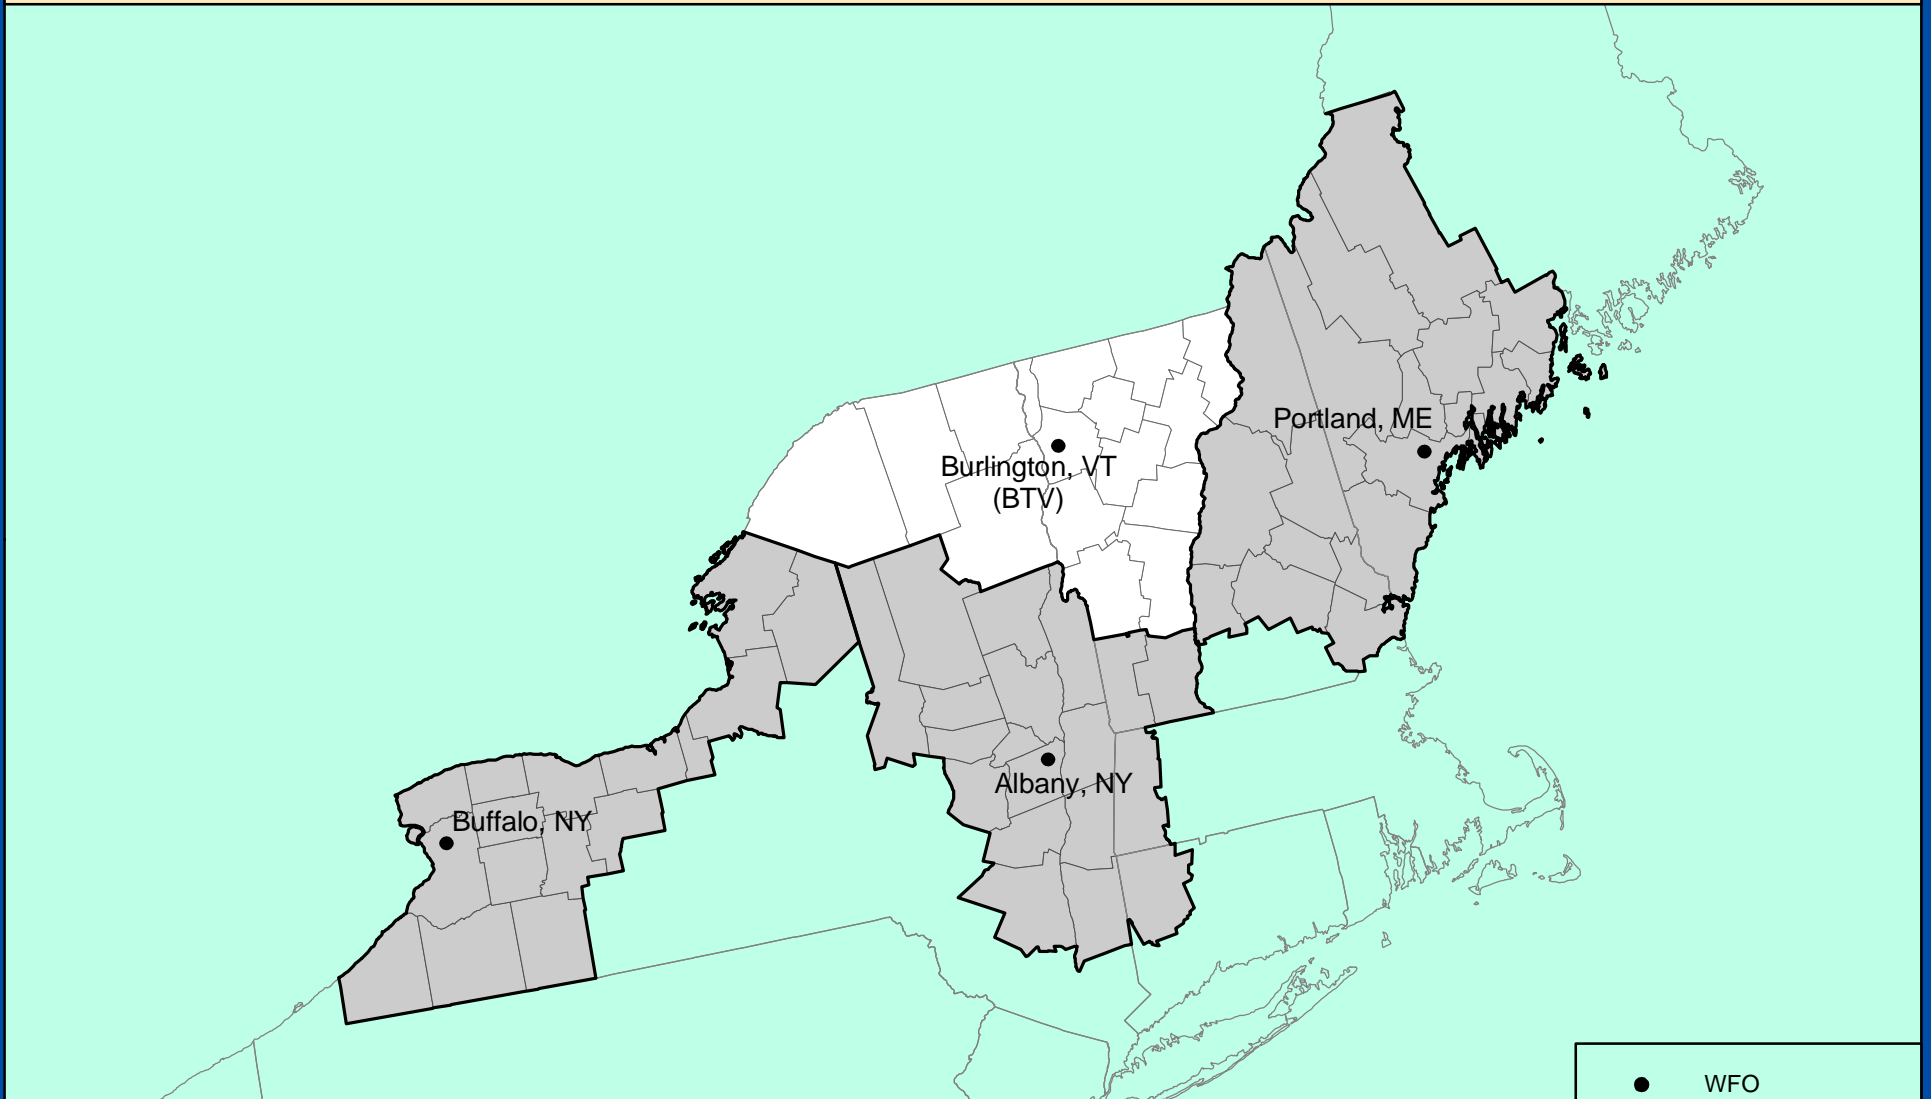 Portland, ME
Burlington, VT
(BTV)
Albany, NY
Buffalo, NY
WFO